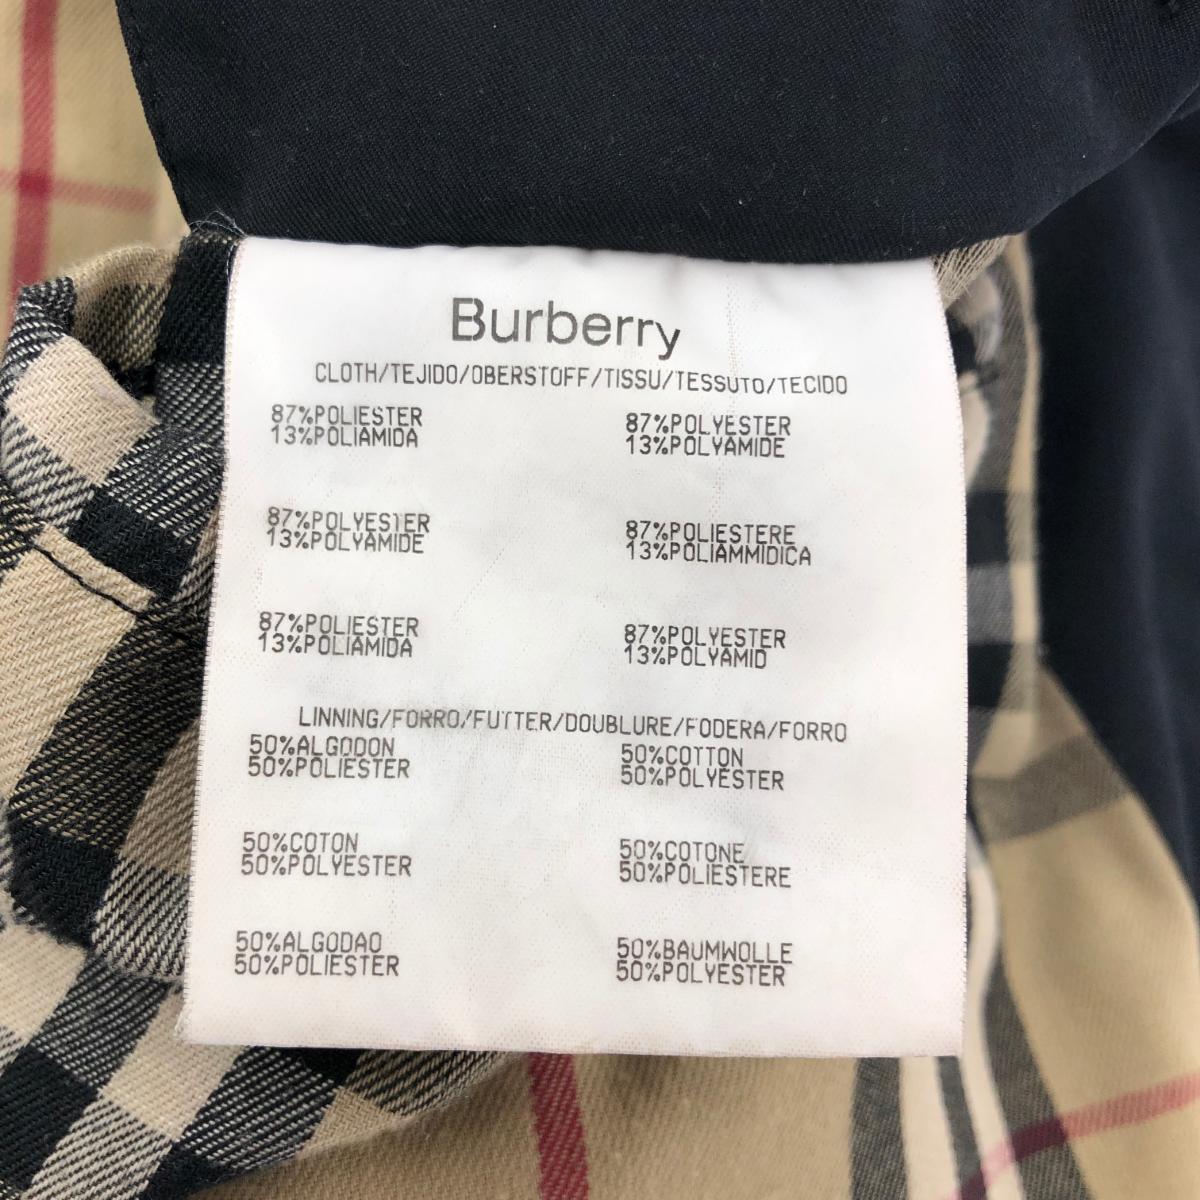 Burberry
CLOTH/TEJIDO/OBERSTOFF/TISSU/TESSUTO/TECIDO
87%POLIESTER
13%POLIAMIDA
87%POLYESTER
13%POLYAMIDE
87%POLYESTER
13%POLYAMIDE
87%POLIESTERE
13%POLIAMMIDICA
87%POLIESTER
13%POLIAMIDA
87%POLYESTER
13%POLYAMID
LINNING/FORRO/FUTTER/DOUBLURE/FODERA/FORRO
50%ALGODON
50%POLIESTER
50%COTTON
50%POLYESTER
50%COTON
50%POLYESTER
50%COTONE
50%POLIESTERE
50%ALGODAO
50%POLIESTER
50%BAUMWOLLE
50%POLYESTER